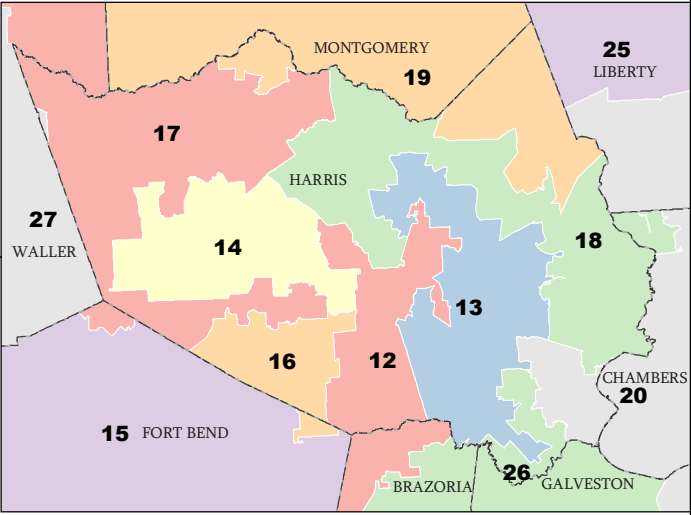 MONTGOMERY
19
25
LIBERTY
17
HARRIS
27
WALLER
14
18
13
16
12
CHAMBERS
20
15 FORT BEND
26
BRAZORIA
GALVESTON